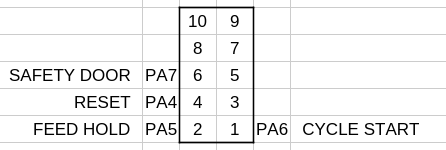 10 9
8 7
SAFETY DOOR PA7 6 5
RESET PA4 4 3
FEED HOLD PA5 2 1 PA6 CYCLE START